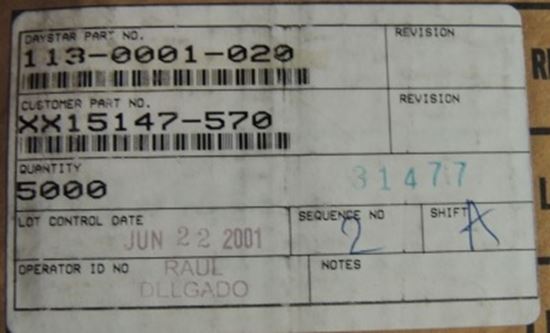 DAYSTAR PART NO. REVISION
113-0001-020
CUSTOMER PART NO. REVISION
XX15147-570
QUANTITY
5000 31477
LOT CONTROL DATE SEQUENCE NO SHIFT
JUN 22 2001 2 A
OPERATOR ID NO RAUL NOTES
DELGADO